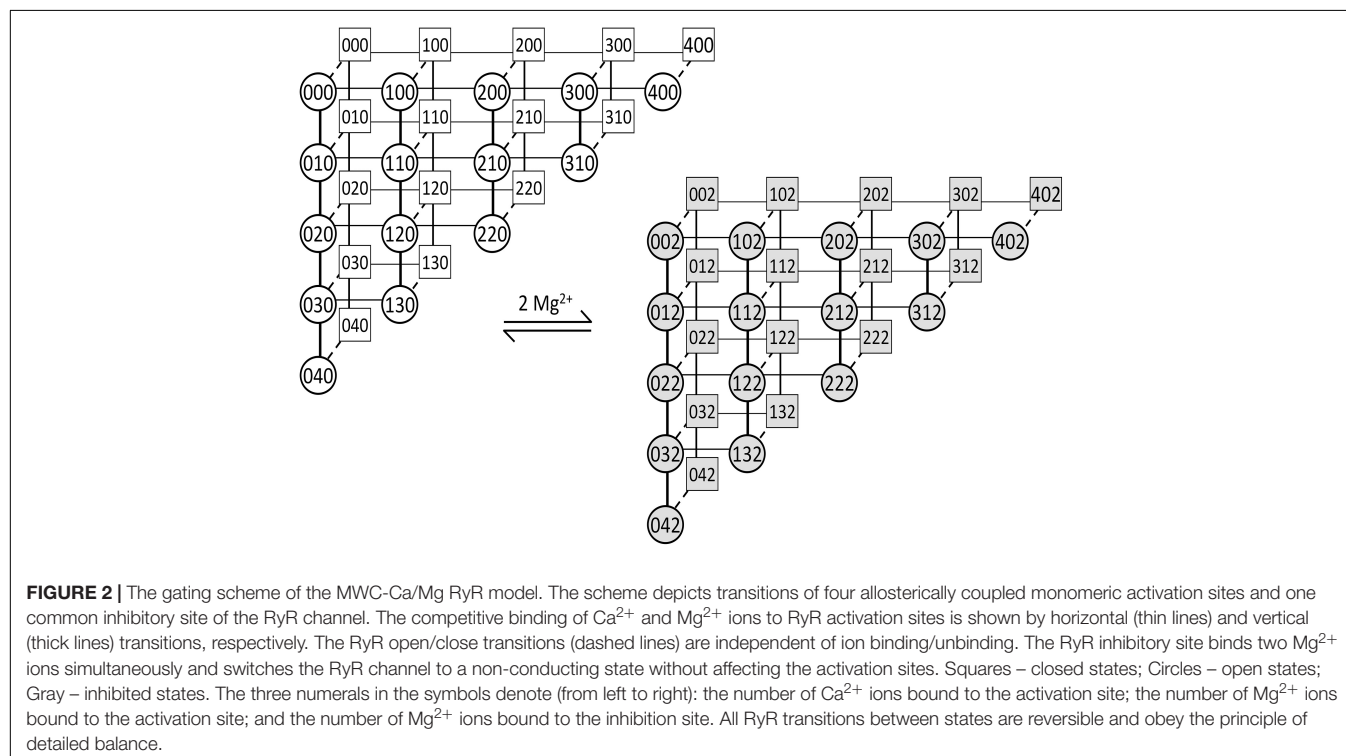 000 100 200 300 400
000 100 200 300 400
010 110 210 310
010 110 210 310
020 120 220
020 120 220
030 130
030 130
040
040
2 Mg2+
002 102 202 302 402
002 102 202 302 402
012 112 212 312
012 112 212 312
022 122 222
022 122 222
032 132
032 132
042
042
FIGURE 2 | The gating scheme of the MWC-Ca/Mg RyR model. The scheme depicts transitions of four allosterically coupled monomeric activation sites and one
common inhibitory site of the RyR channel. The competitive binding of Ca2+ and Mg2+ ions to RyR activation sites is shown by horizontal (thin lines) and vertical
(thick lines) transitions, respectively. The RyR open/close transitions (dashed lines) are independent of ion binding/unbinding. The RyR inhibitory site binds two Mg2+
ions simultaneously and switches the RyR channel to a non-conducting state without affecting the activation sites. Squares – closed states; Circles – open states;
Gray – inhibited states. The three numerals in the symbols denote (from left to right): the number of Ca2+ ions bound to the activation site; the number of Mg2+ ions
bound to the activation site; and the number of Mg2+ ions bound to the inhibition site. All RyR transitions between states are reversible and obey the principle of
detailed balance.